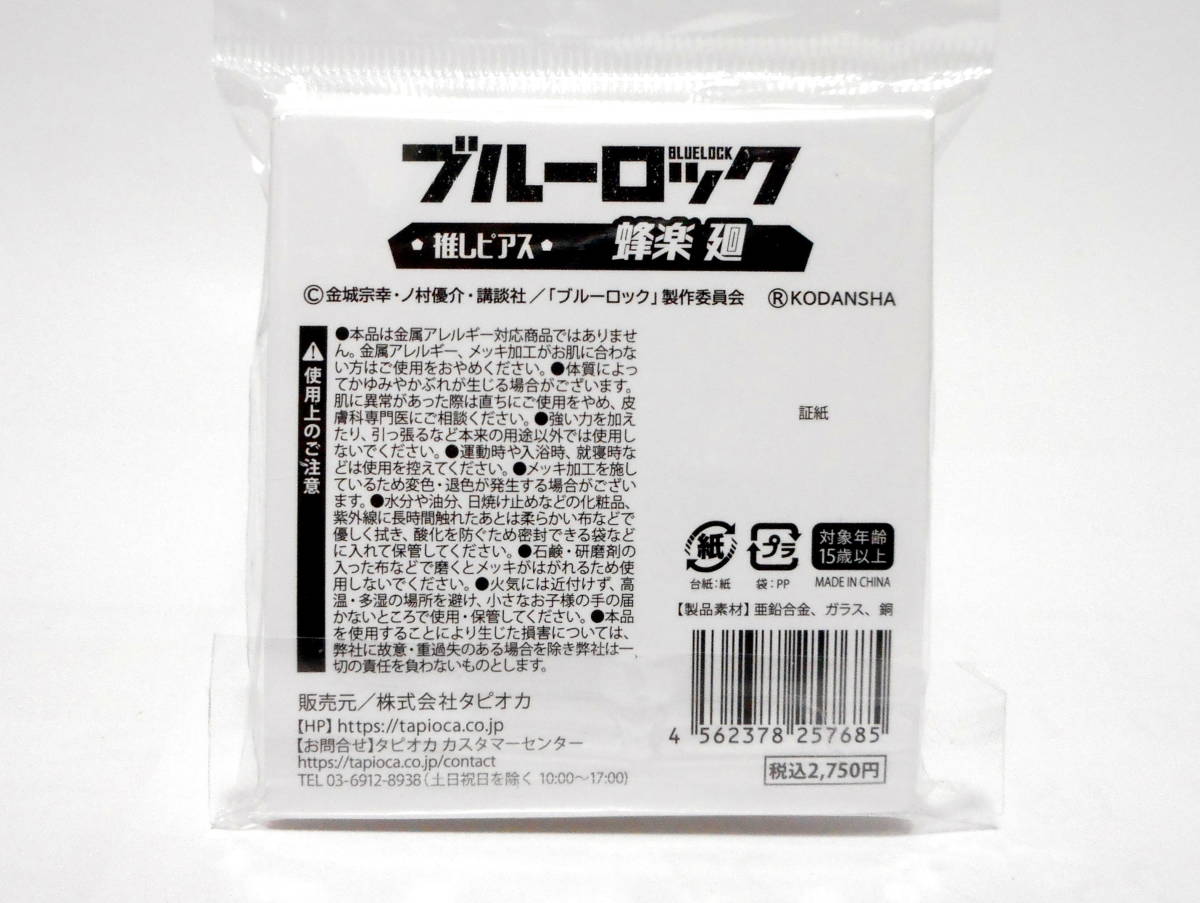 ブルーロック
BLUELOCK
推しピアス 蜂楽 廻
Ⓒ金城宗幸・ノ村優介・講談社／「ブルーロック」製作委員会 ⓇKODANSHA
使用上のご注意
●本品は金属アレルギー対応商品ではありませ
ん。金属アレルギー、メッキ加工がお肌に合わな
い方はご使用をおやめください。●体質によっ
てかゆみやかぶれが生じる場合がございます。
肌に異常があった際は直ちにご使用をやめ、皮
膚科専門医にご相談ください。●強い力を加え
たり、引っ張るなど本来の用途以外では使用し
ないでください。●運動時や入浴時、就寝時な
どは使用を控えてください。●メッキ加工を施し
ているため変色・退色が発生する場合がござい
ます。●水分や油分、日焼け止めなどの化粧品、
紫外線に長時間触れたあとは柔らかい布などで
優しく拭き、酸化を防ぐため密封できる袋など
に入れて保管してください。●石鹸・研磨剤の
入った布などで磨くとメッキがはがれるため使
用しないでください。●火気には近付けず、高
温・多湿の場所を避け、小さなお子様の手の届
かないところで使用・保管してください。●本品
を使用することにより生じた損害については、
弊社に故意・重過失のある場合を除き弊社は一
切の責任を負わないものとします。
証紙
紙 プラ 対象年齢
15歳以上
台紙：紙 袋：PP MADE IN CHINA
【製品素材】亜鉛合金、ガラス、銅
4 562378 257685
税込2,750円
販売元／株式会社タピオカ
【HP】https://tapioca.co.jp
【お問合せ】タピオカ カスタマーセンター
https://tapioca.co.jp/contact
TEL 03-6912-8938（土日祝日を除く 10:00〜17:00）